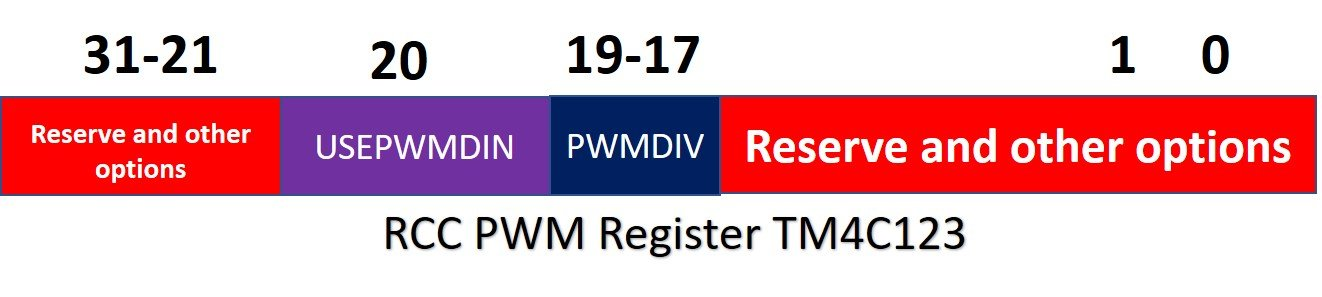 31-21 20 19-17 1 0
Reserve and other
options
USEPWMDIN
PWMDIV
Reserve and other options
RCC PWM Register TM4C123